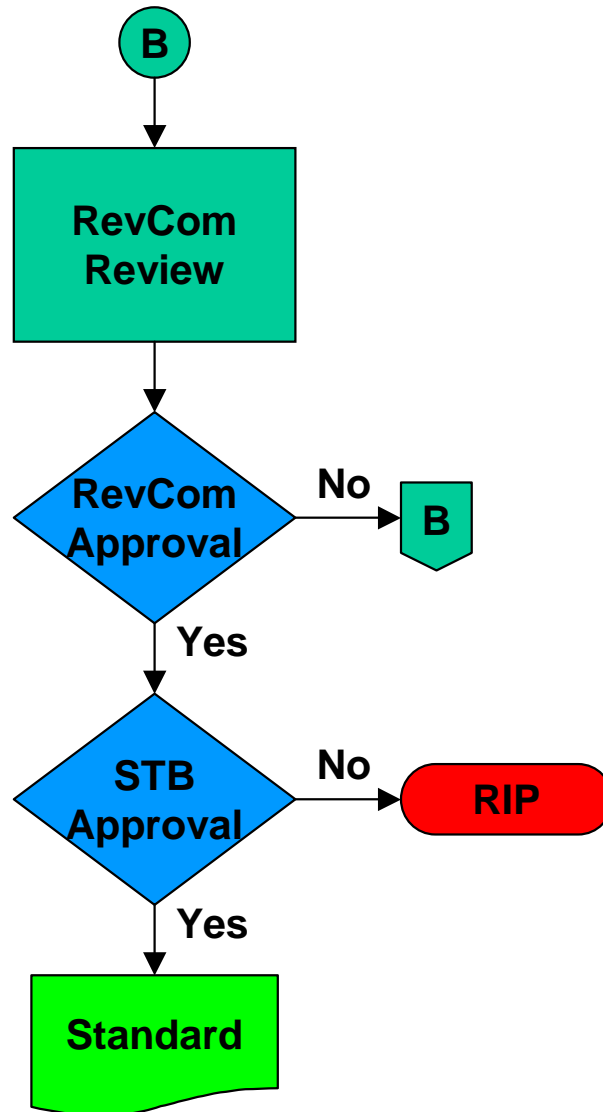 B
RevCom
Review
RevCom
Approval
No
B
Yes
STB
Approval
No
RIP
Yes
Standard